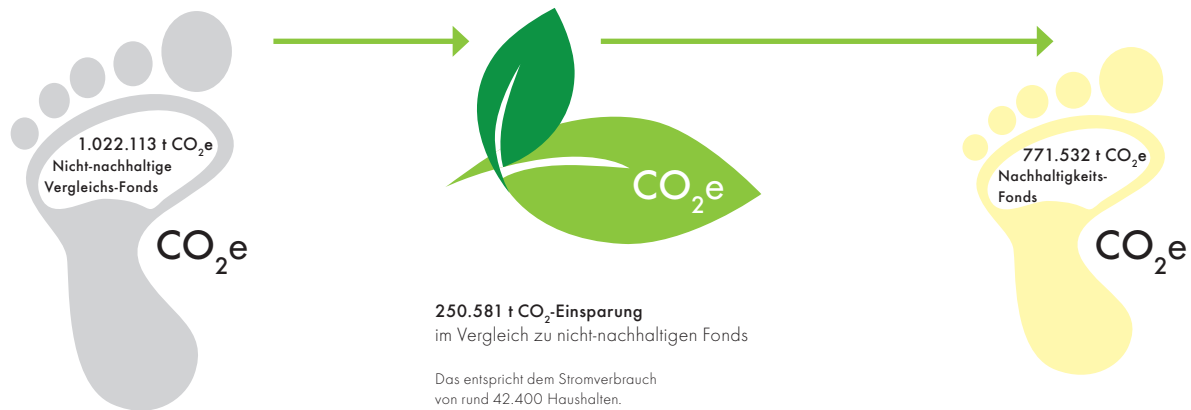 1.022.113 t CO₂e
Nicht-nachhaltige
Vergleichs-Fonds
CO₂e
CO₂e
250.581 t CO₂-Einsparung
im Vergleich zu nicht-nachhaltigen Fonds
Das entspricht dem Stromverbrauch
von rund 42.400 Haushalten.
771.532 t CO₂e
Nachhaltigkeits-
Fonds
CO₂e